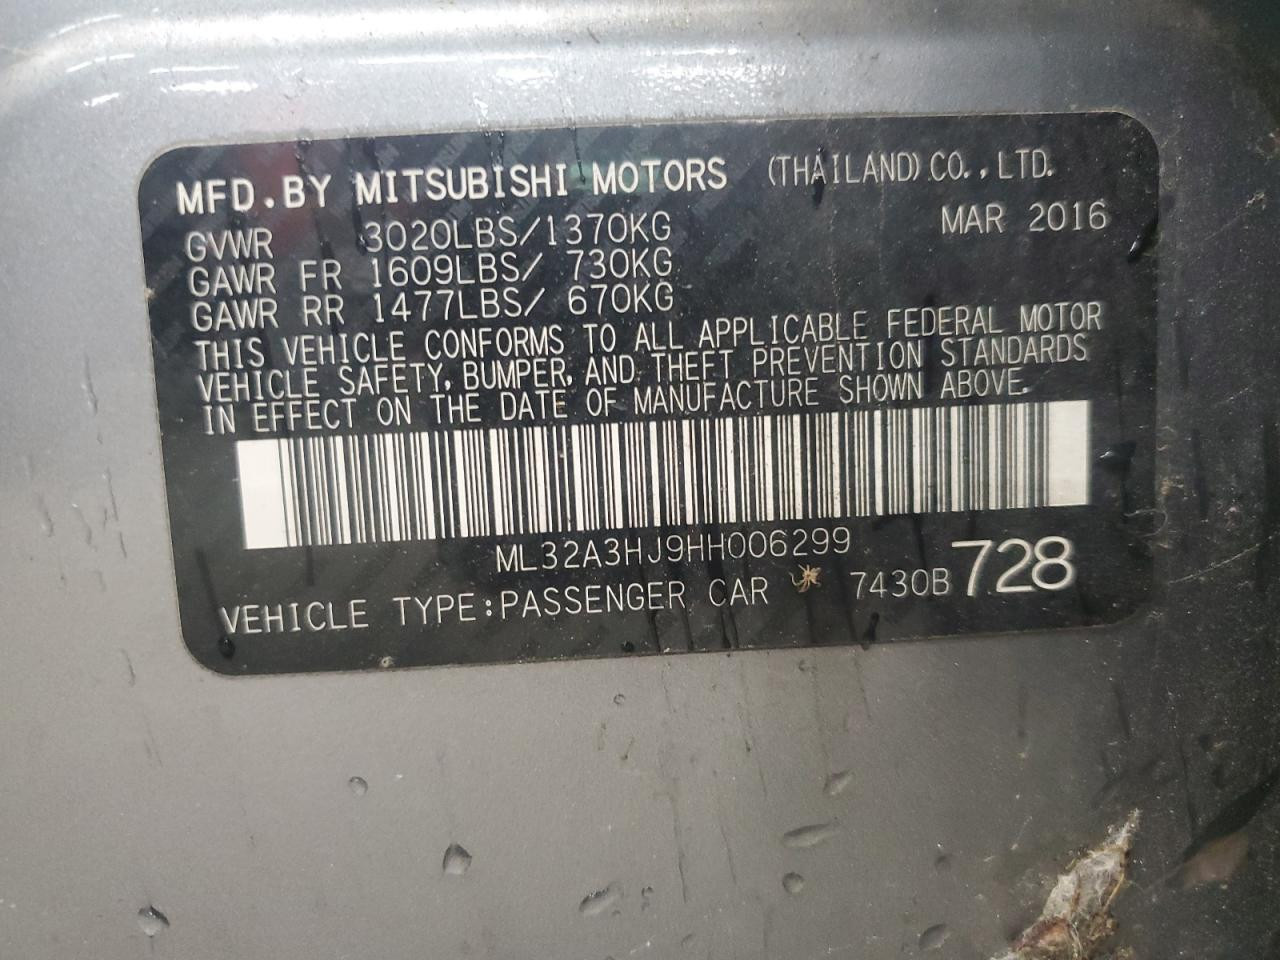 MFD.BY MITSUBISHI MOTORS (THAILAND) CO.,LTD.
GVWR 3020LBS/1370KG MAR 2016
GAWR FR 1609LBS/ 730KG
GAWR RR 1477LBS/ 670KG
THIS VEHICLE CONFORMS TO ALL APPLICABLE FEDERAL MOTOR
VEHICLE SAFETY, BUMPER, AND THEFT PREVENTION STANDARDS
IN EFFECT ON THE DATE OF MANUFACTURE SHOWN ABOVE.
ML32A3HJ9HH006299
VEHICLE TYPE:PASSENGER CAR 7430B 728